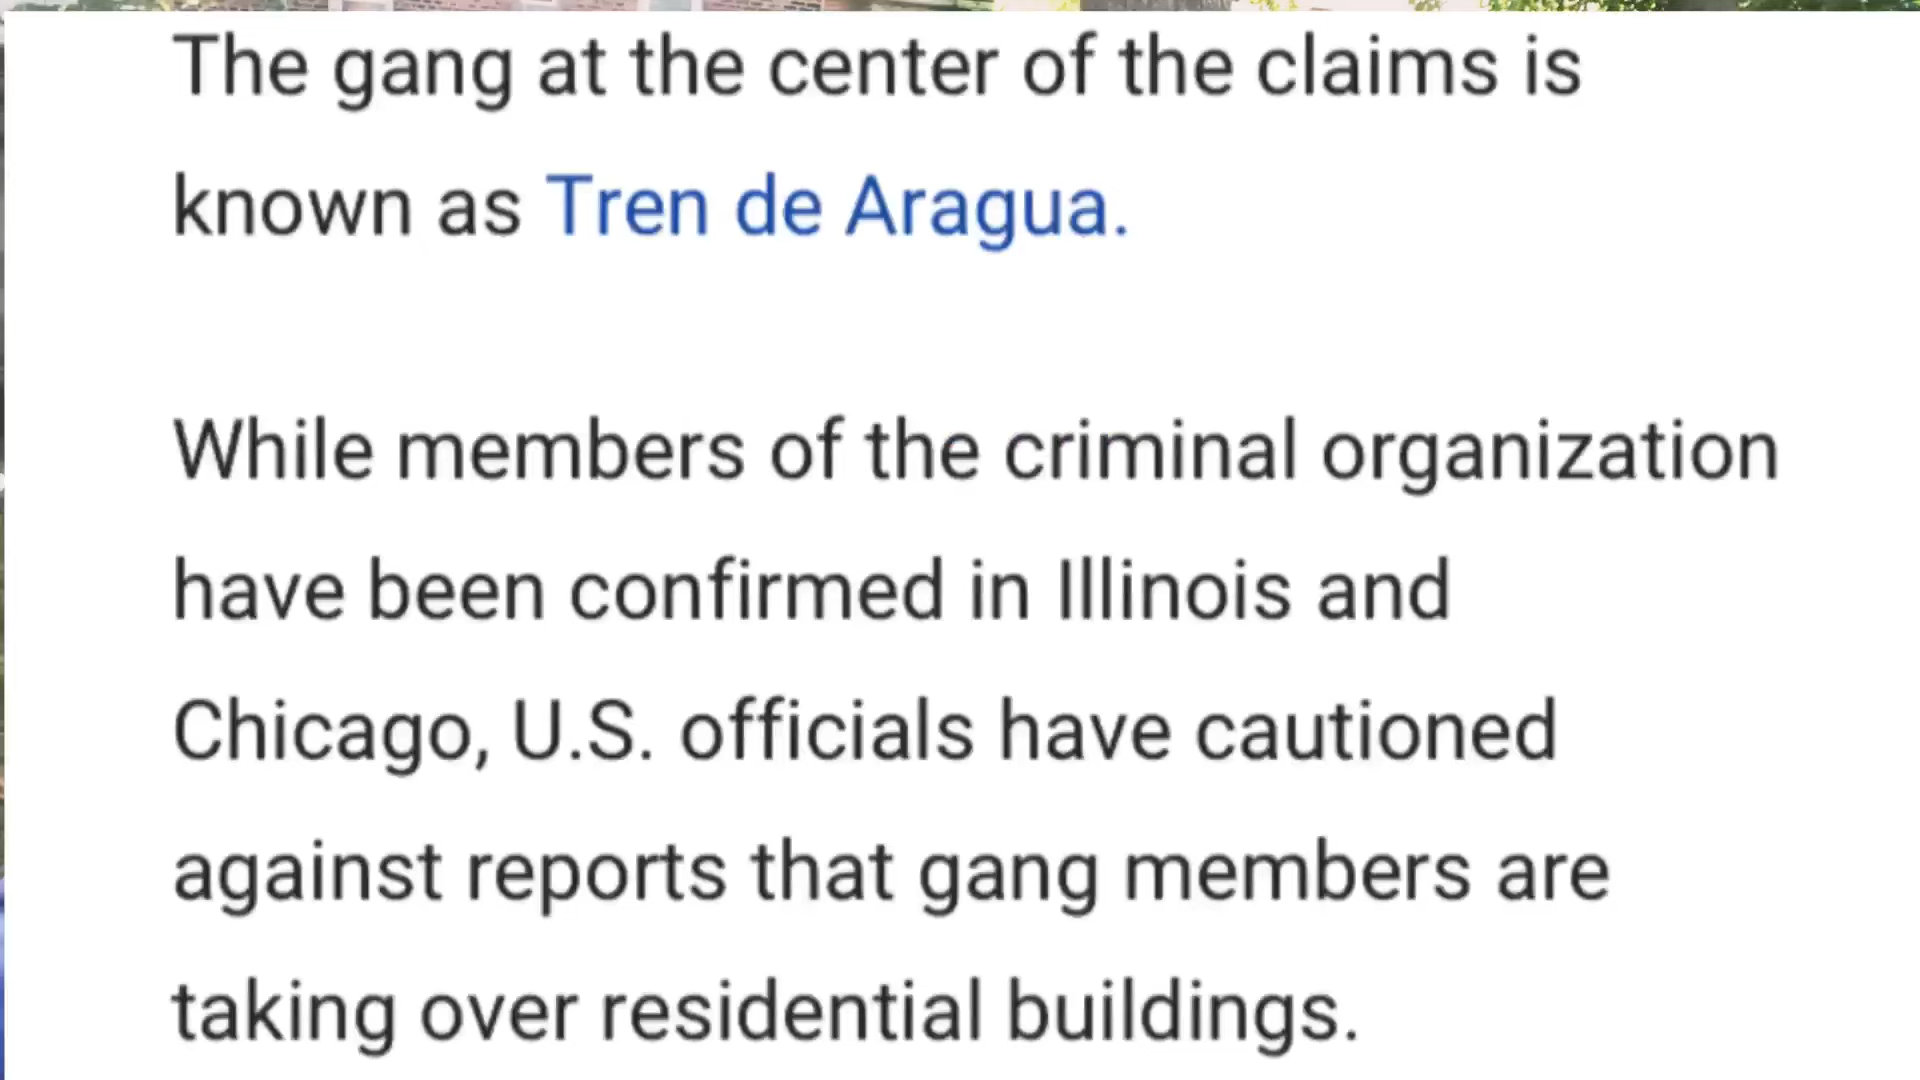 The gang at the center of the claims is
known as Tren de Aragua.
While members of the criminal organization
have been confirmed in Illinois and
Chicago, U.S. officials have cautioned
against reports that gang members are
taking over residential buildings.